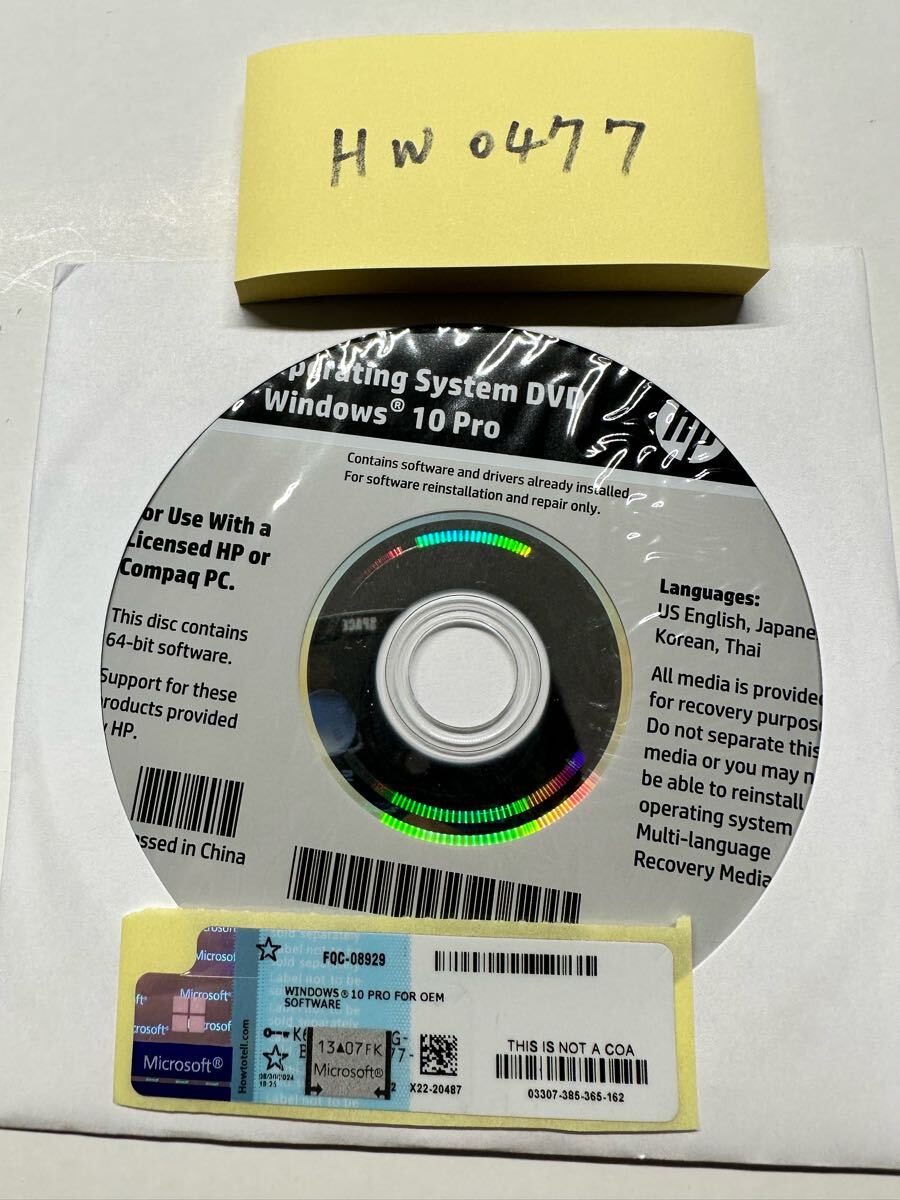 HW 0477
perating System DVD
Windows® 10 Pro
hp
Contains software and drivers already installed
For software reinstallation and repair only.
or Use With a
Licensed HP or
Compaq PC.
This disc contains
64-bit software.
Support for these
roducts provided
y HP.
ssed in China
Languages:
US English, Japane
Korean, Thai
All media is provided
for recovery purpos
Do not separate this
media or you may n
be able to reinstall
operating system
Multi-language
Recovery Media
Microsoft®
Howtotell.com
FQC-08929
WINDOWS® 10 PRO FOR OEM
SOFTWARE
13▲07FK
Microsoft®
X22-20487
THIS IS NOT A COA
03307-385-365-162